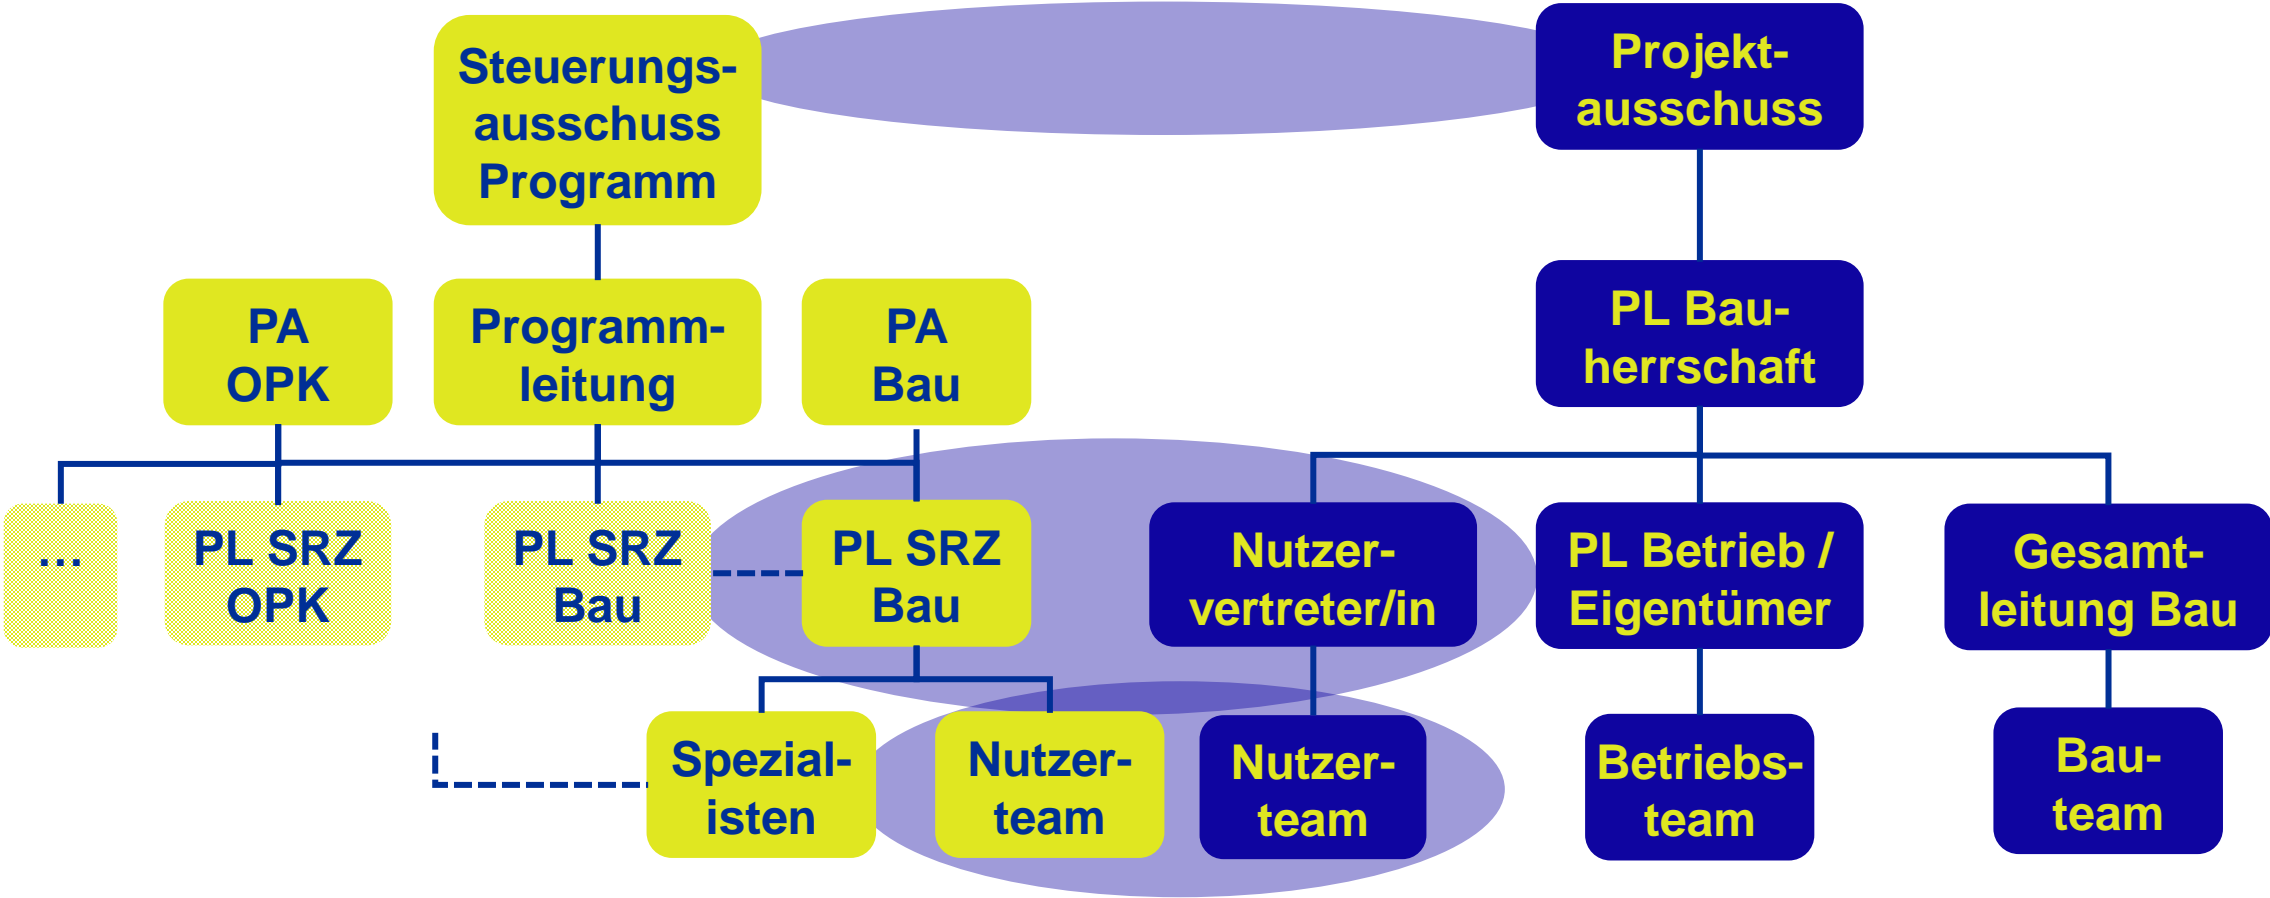 Steuerungs-
ausschuss
Programm
Projekt-
ausschuss
PA
OPK
Programm-
leitung
PA
Bau
PL Bau-
herrschaft
...
PL SRZ
OPK
PL SRZ
Bau
PL SRZ
Bau
Nutzer-
vertreter/in
PL Betrieb /
Eigentümer
Gesamt-
leitung Bau
Spezial-
isten
Nutzer-
team
Nutzer-
team
Betriebs-
team
Bau-
team